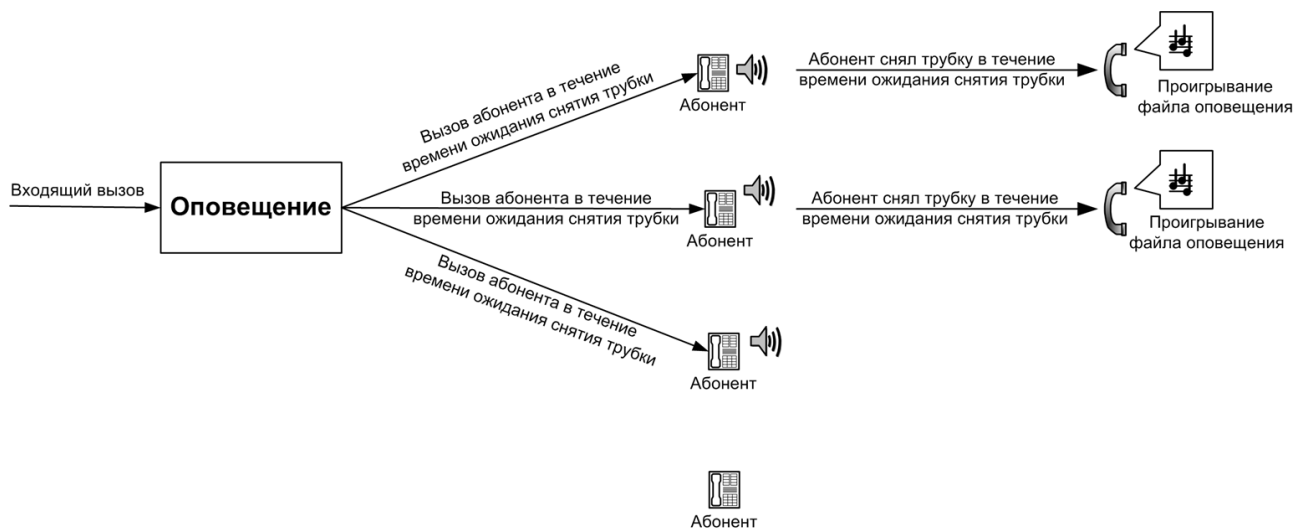 Вызов абонента в течение
времени ожидания снятия трубки
Абонент
Абонент снял трубку в течение
времени ожидания снятия трубки
Проигрывание
файла оповещения
Входящий вызов
Оповещение
Вызов абонента в течение
времени ожидания снятия трубки
Абонент
Абонент снял трубку в течение
времени ожидания снятия трубки
Проигрывание
файла оповещения
Вызов абонента в течение
времени ожидания снятия трубки
Абонент
Абонент